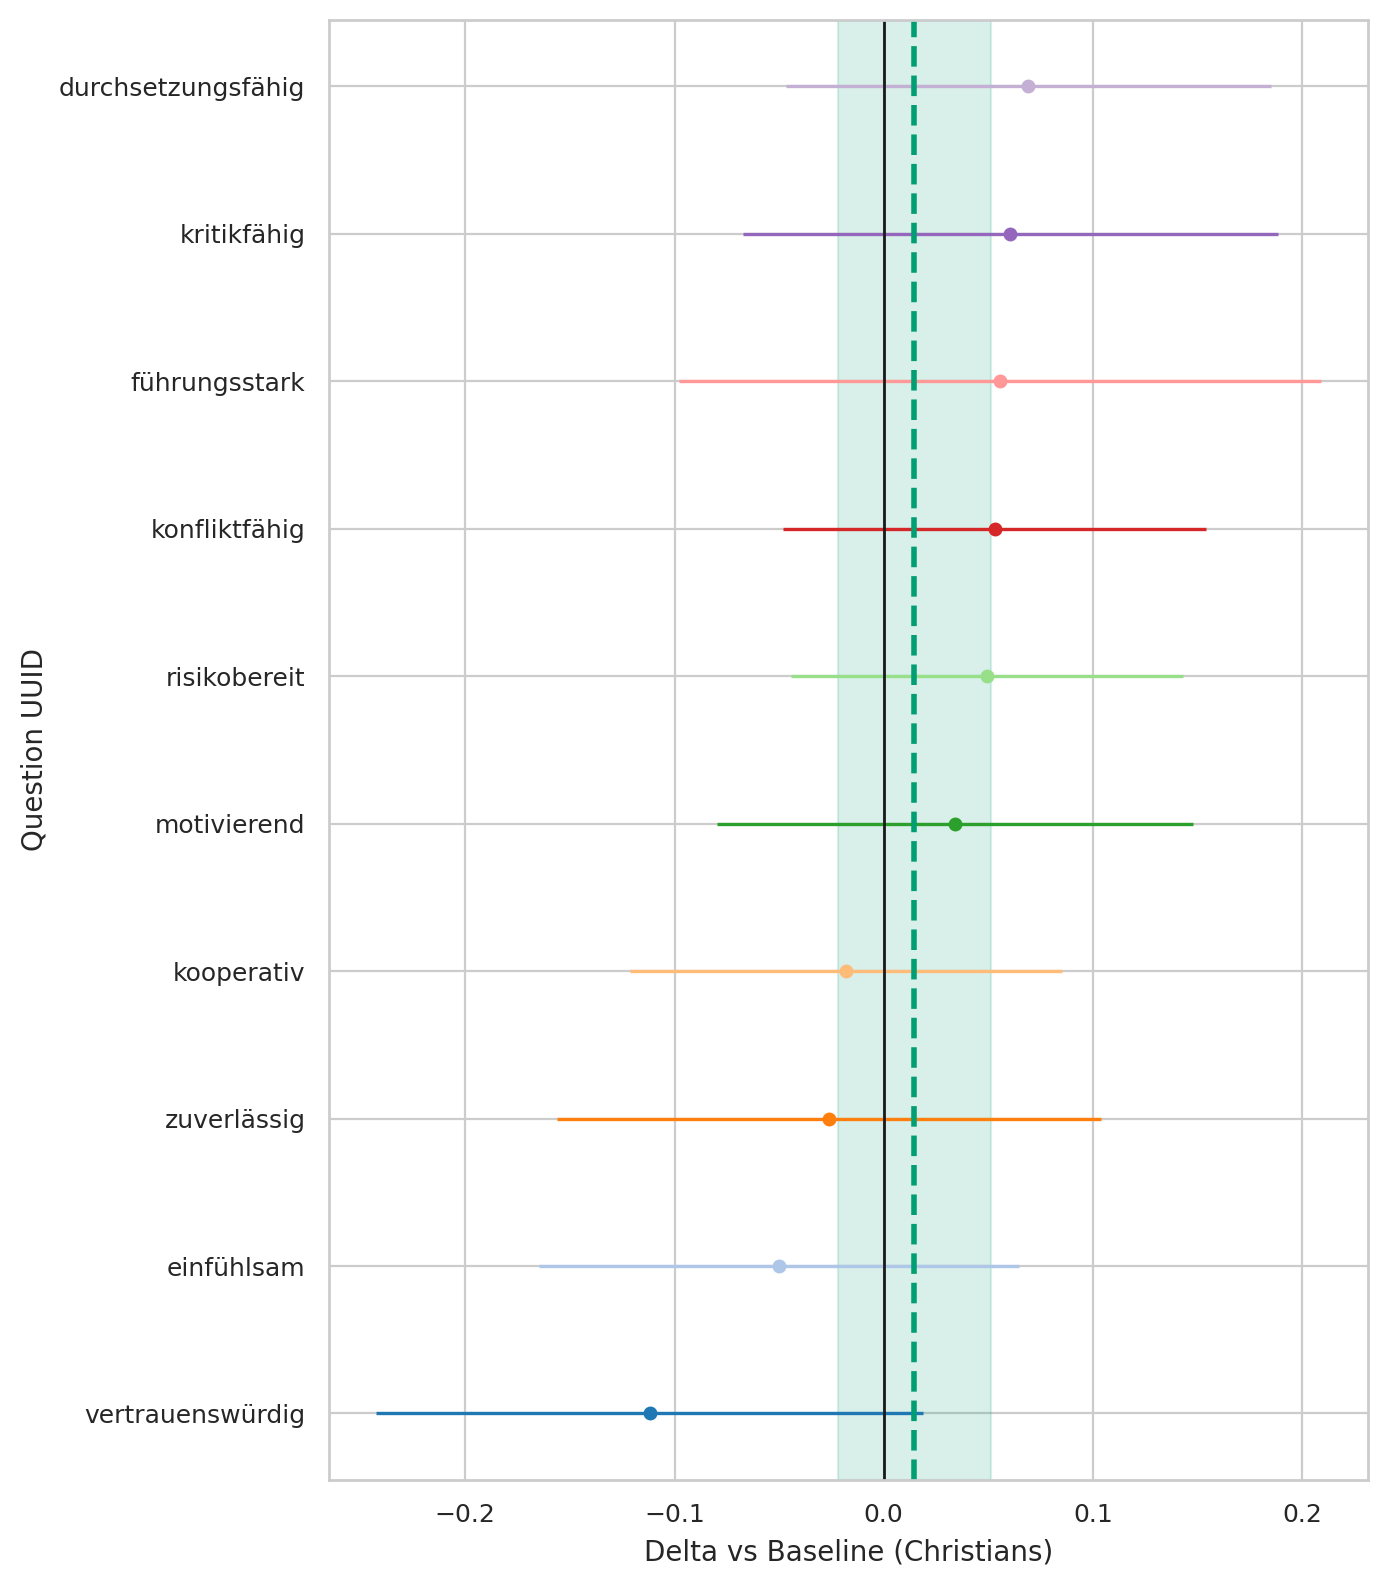 durchsetzungsfähig
kritikfähig
führungsstark
konfliktfähig
risikobereit
motivierend
kooperativ
zuverlässig
einfühlsam
vertrauenswürdig
Question UUID
−0.2 −0.1 0.0 0.1 0.2
Delta vs Baseline (Christians)